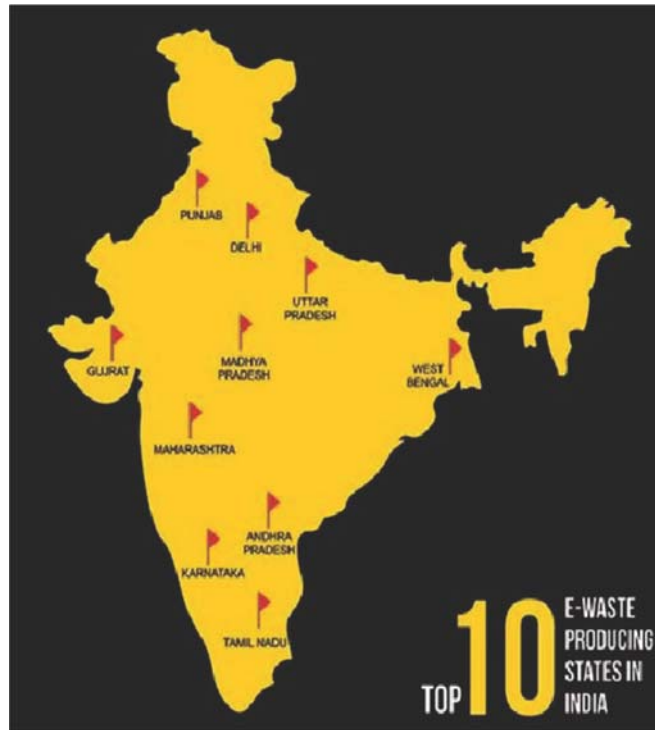 PUNJAB
DELHI
UTTAR
PRADESH
GUJRAT
MADHYA
PRADESH
WEST
BENGAL
MAHARASHTRA
ANDHRA
PRADESH
KARNATAKA
TAMIL NADU
TOP 10
E-WASTE
PRODUCING
STATES IN
INDIA